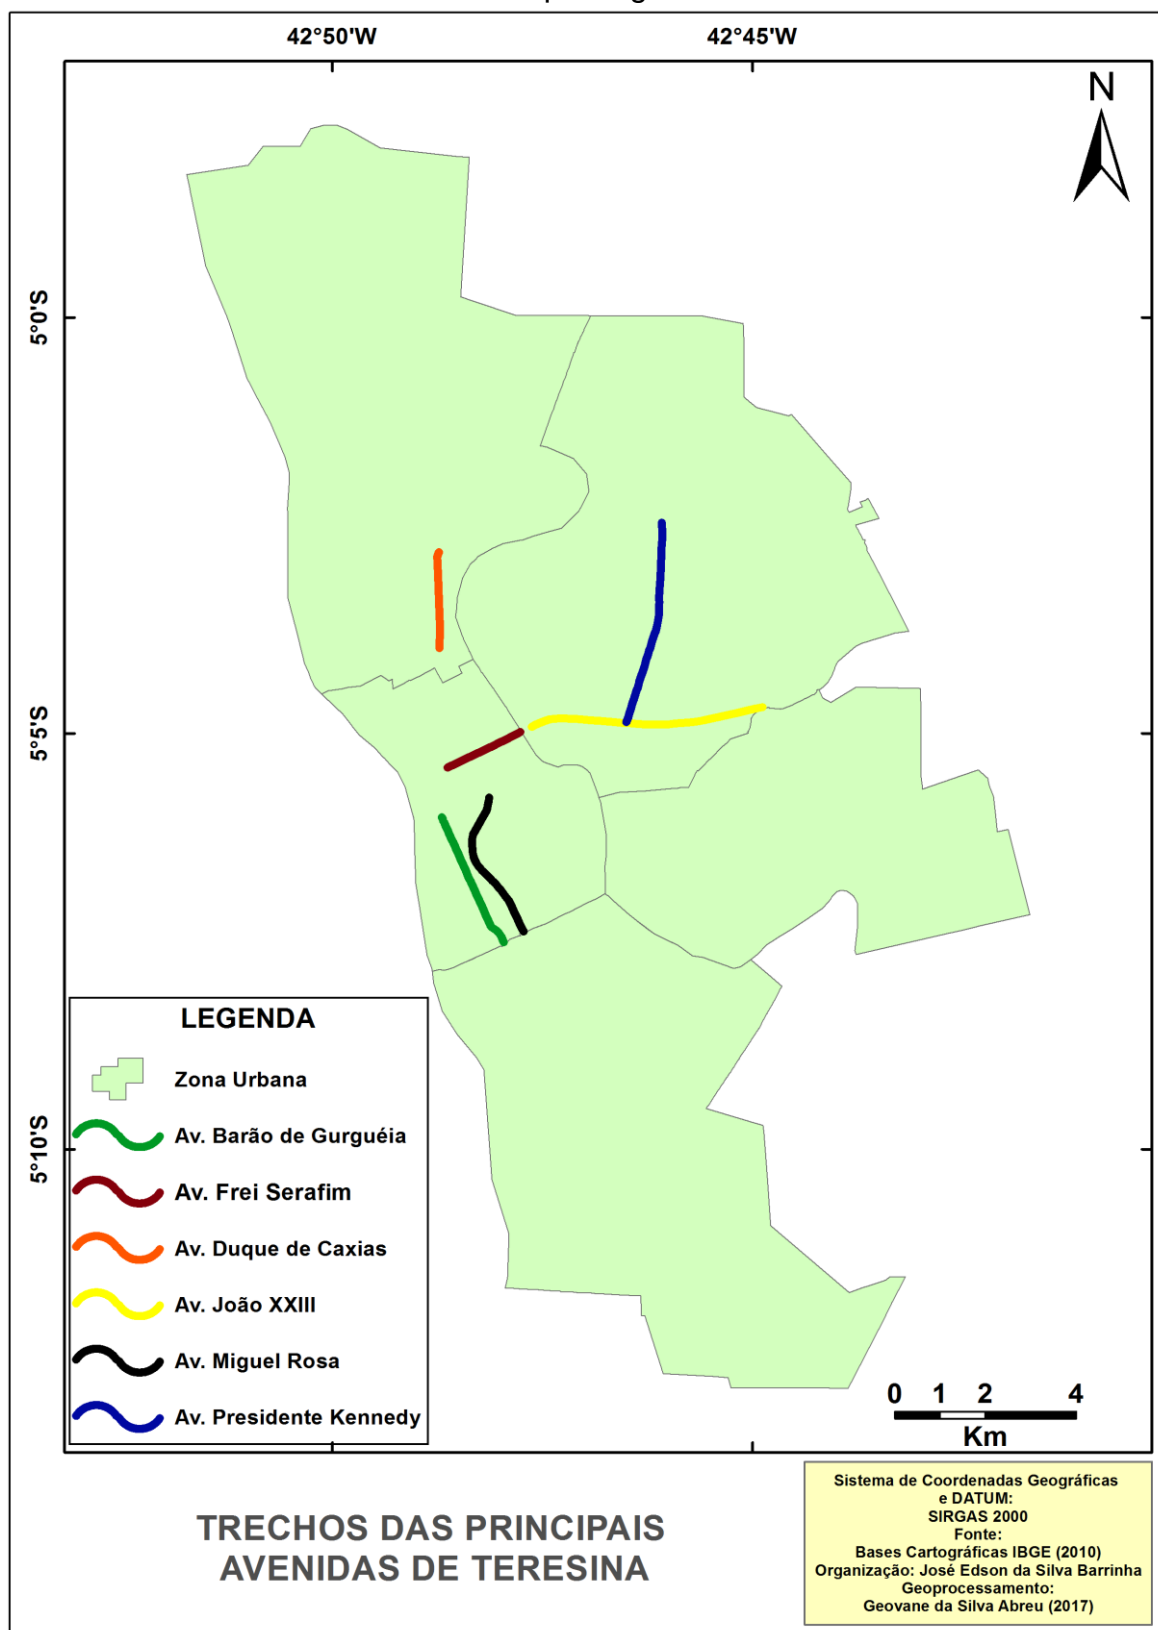 42°50'W 42°45'W
N
5°0'S
5°5'S
5°10'S
LEGENDA
Zona Urbana
Av. Barão de Gurguéia
Av. Frei Serafim
Av. Duque de Caxias
Av. João XXIII
Av. Miguel Rosa
Av. Presidente Kennedy
0 1 2 4
Km
TRECHOS DAS PRINCIPAIS
AVENIDAS DE TERESINA
Sistema de Coordenadas Geográficas
e DATUM:
SIRGAS 2000
Fonte:
Bases Cartográficas IBGE (2010)
Organização: José Edson da Silva Barrinha
Geoprocessamento:
Geovane da Silva Abreu (2017)